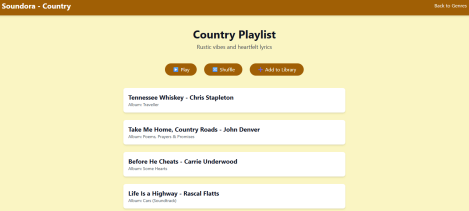 Soundora - Country
Back to Genres
Country Playlist
Rustic vibes and heartfelt lyrics
Play
Shuffle
Add to Library
Tennessee Whiskey - Chris Stapleton
Album: Traveller
Take Me Home, Country Roads - John Denver
Album: Poems, Prayers & Promises
Before He Cheats - Carrie Underwood
Album: Some Hearts
Life Is a Highway - Rascal Flatts
Album: Cars (Soundtrack)